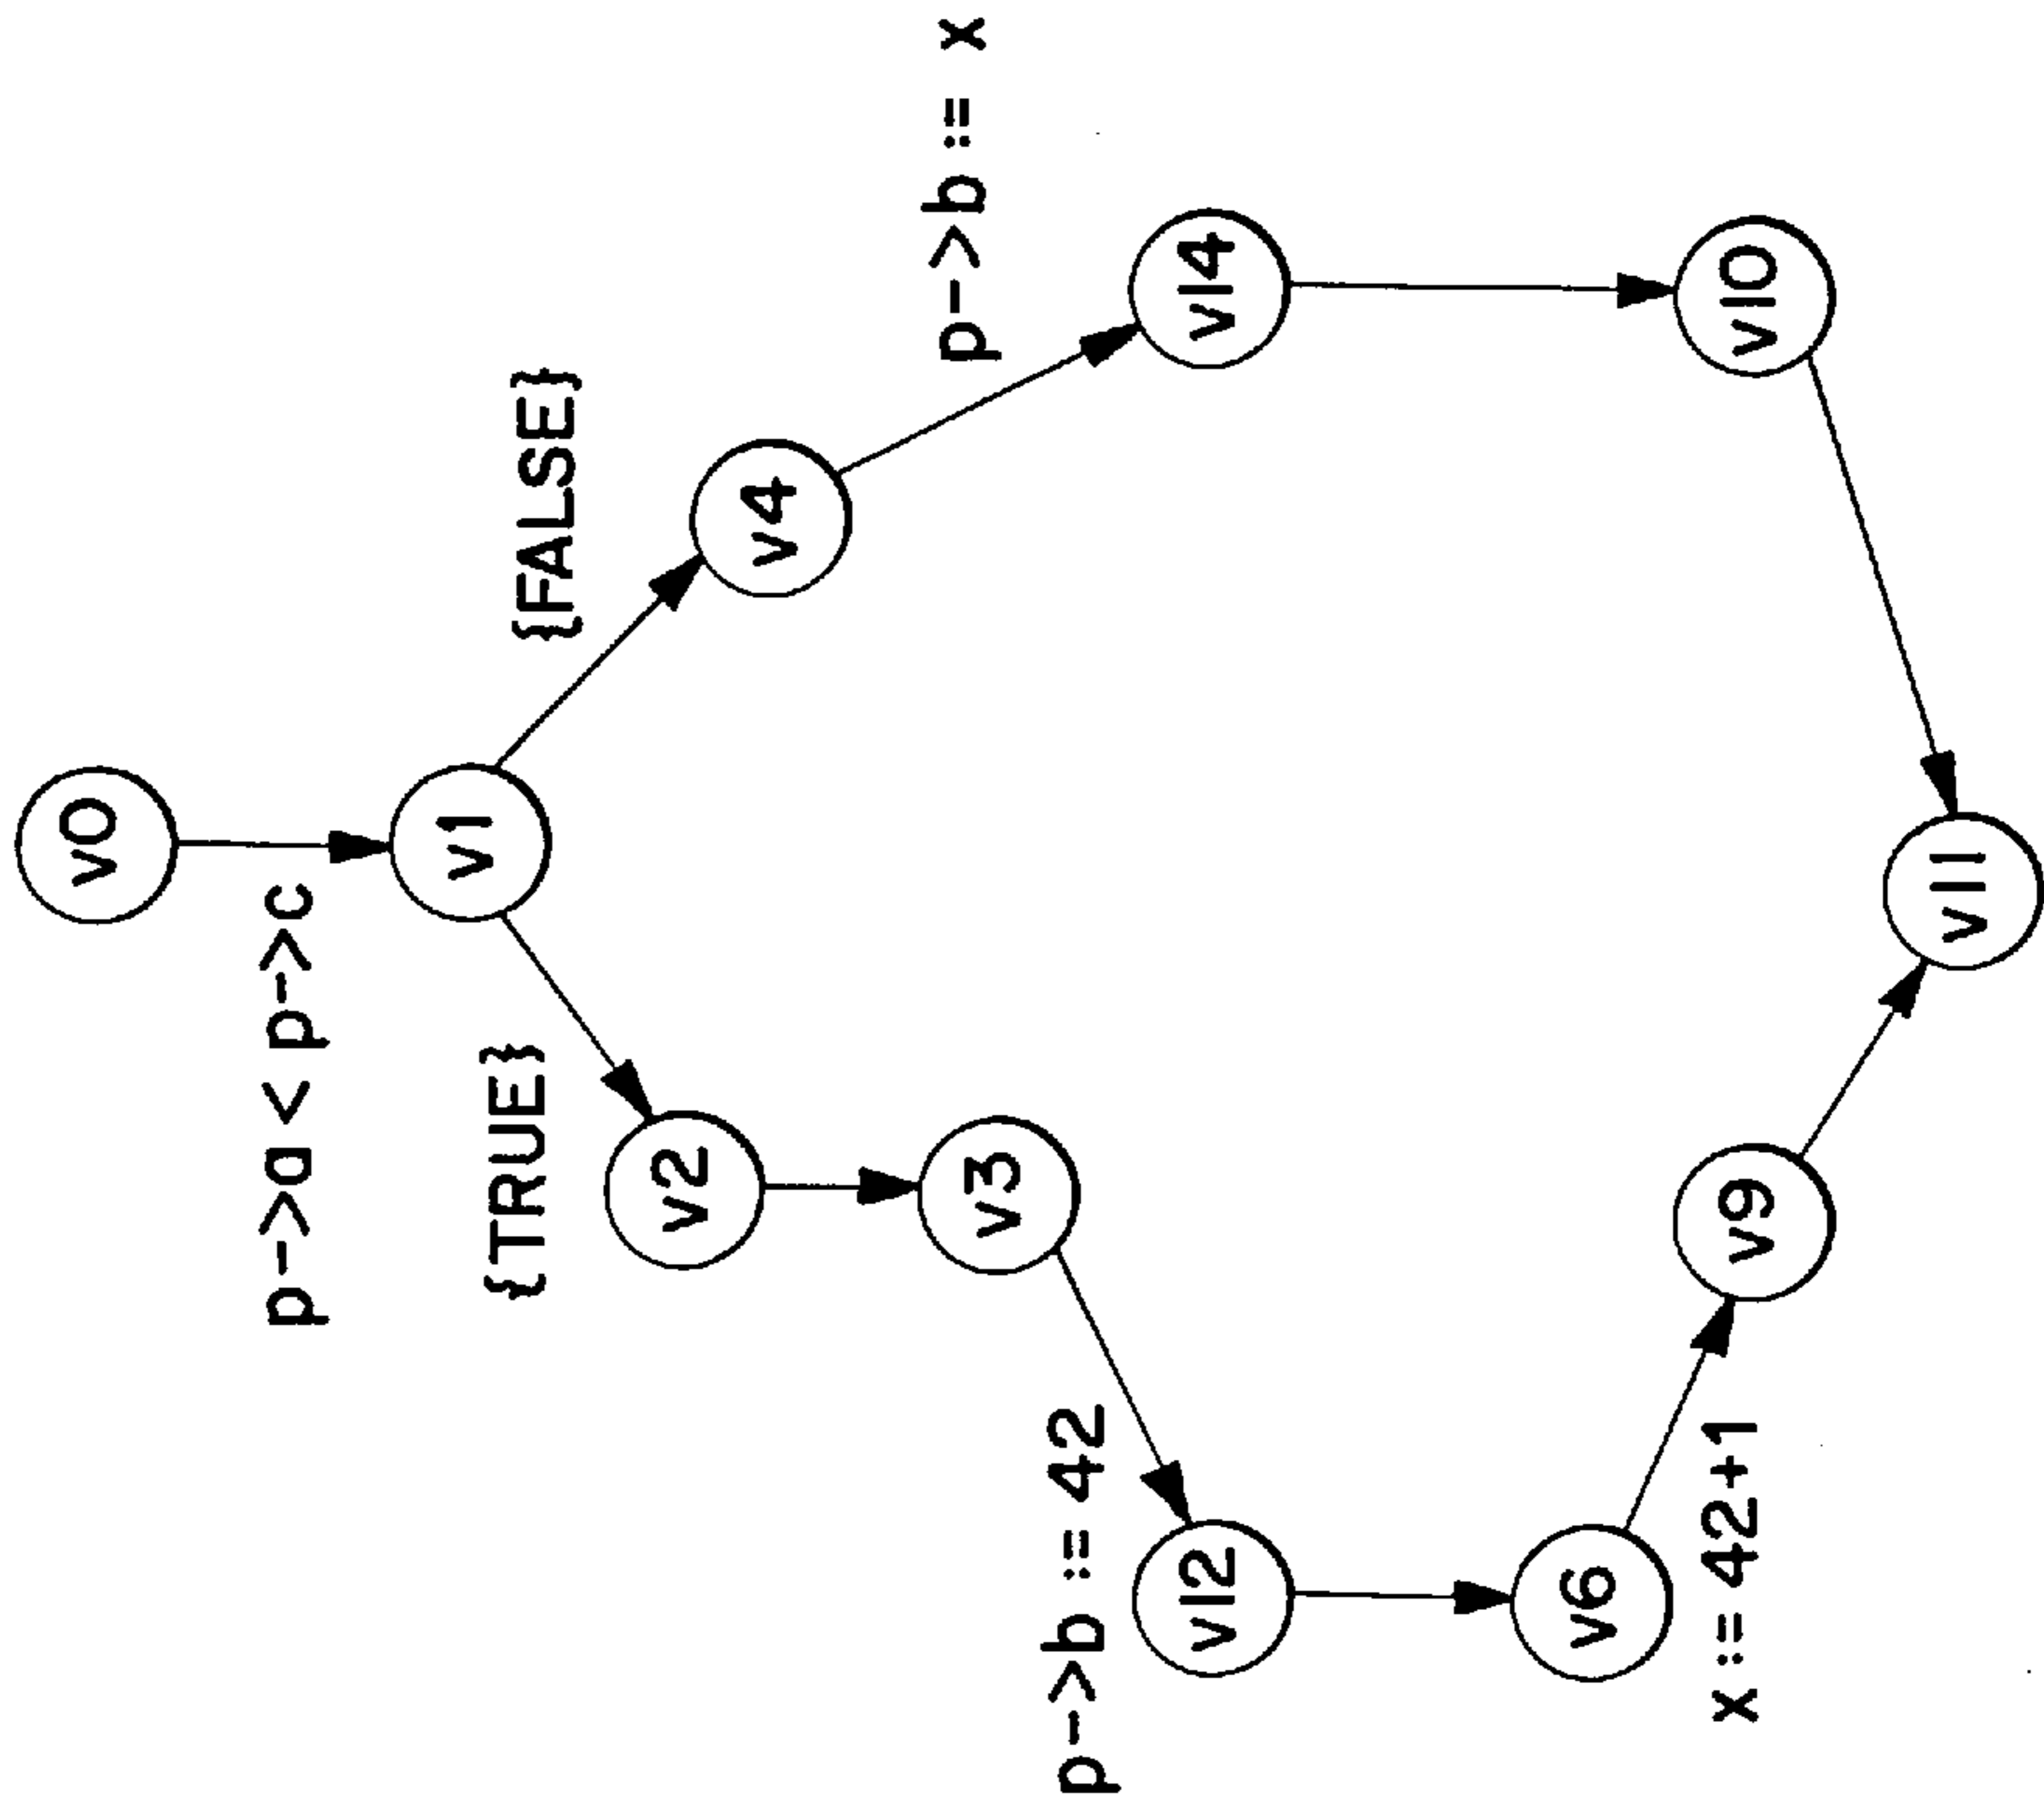 v0
p->a < p->c
v1
{TRUE}
{FALSE}
v2
v4
v3
p->b := 42
p->b := x
v12
v14
v6
x := 42+1
v9
v10
v11